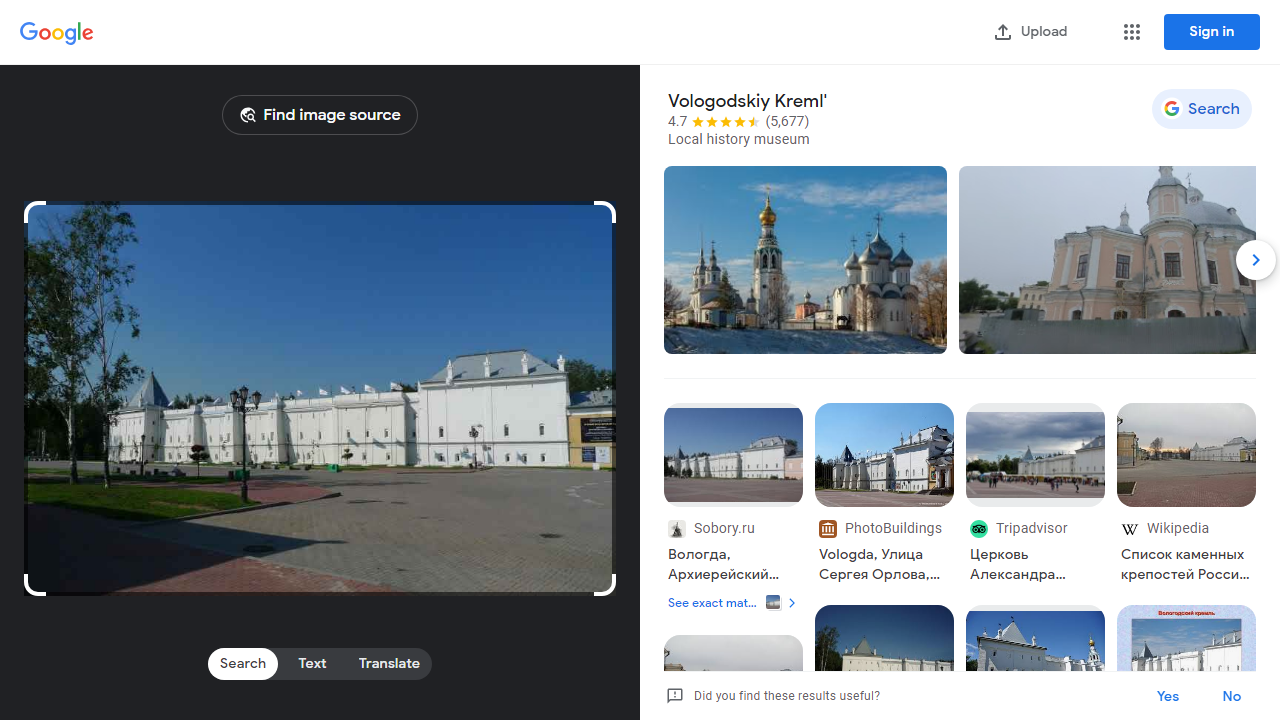 Google
Upload
Sign in
Find image source
Vologodskiy Kreml'
4.7 (5,677)
Local history museum
Search
Sobory.ru
Вологда,
Архиерейский...
See exact mat...
PhotoBuildings
Vologda, Улица
Сергея Орлова,...
Tripadvisor
Церковь
Александра...
W Wikipedia
Список каменных
крепостей Росси...
Вологодский кремль
Search
Text
Translate
Did you find these results useful?
Yes
No